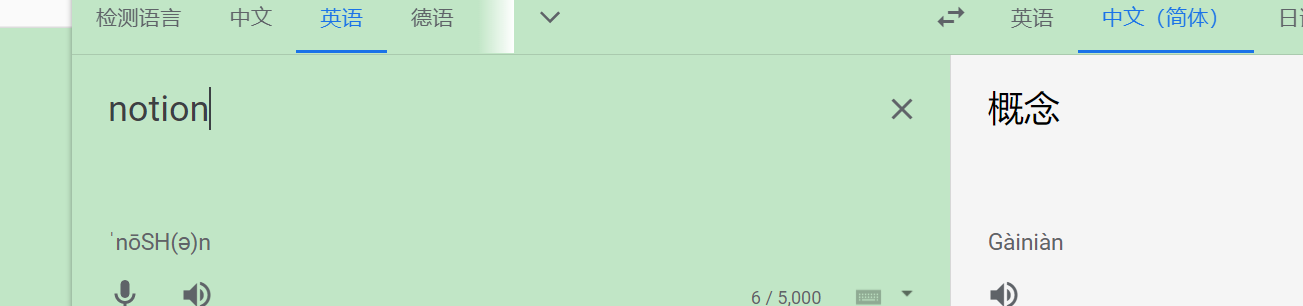 检测语言 中文 英语 德语 英语 中文（简体）
notion 概念
ˈnōSH(ə)n Gàiniàn
6 / 5,000